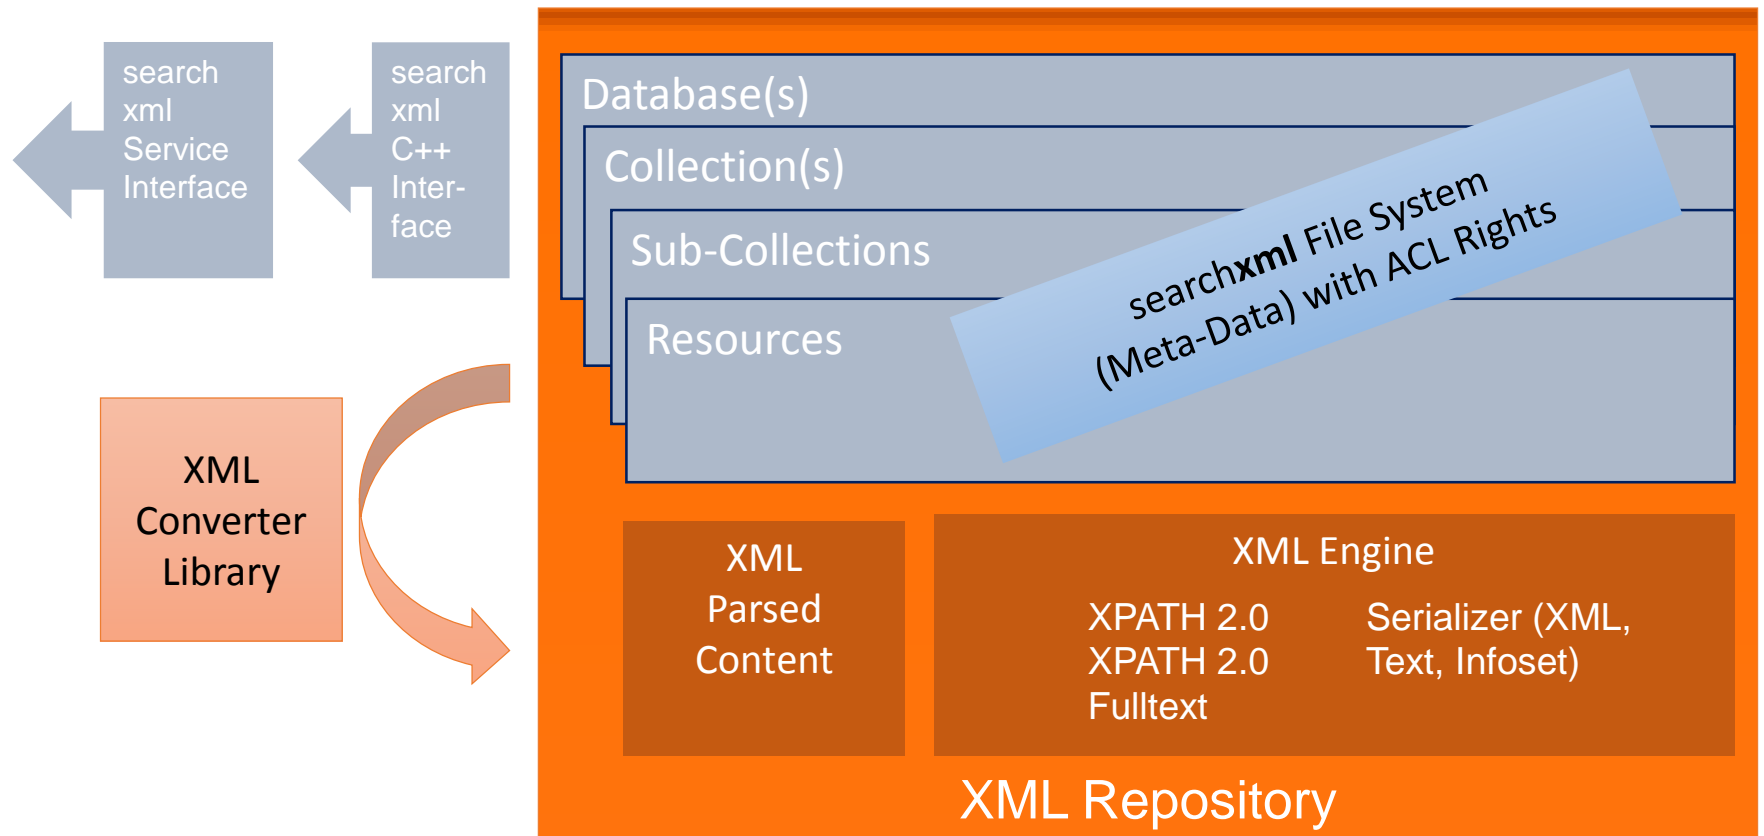 search
xml
Service
Interface
search
xml
C++
Inter-
face
Database(s)
Collection(s)
Sub-Collections
Resources
searchxml File System
(Meta-Data) with ACL Rights
XML
Converter
Library
XML
Parsed
Content
XML Engine
XPATH 2.0
XPATH 2.0
Fulltext
Serializer (XML,
Text, Infoset)
XML Repository